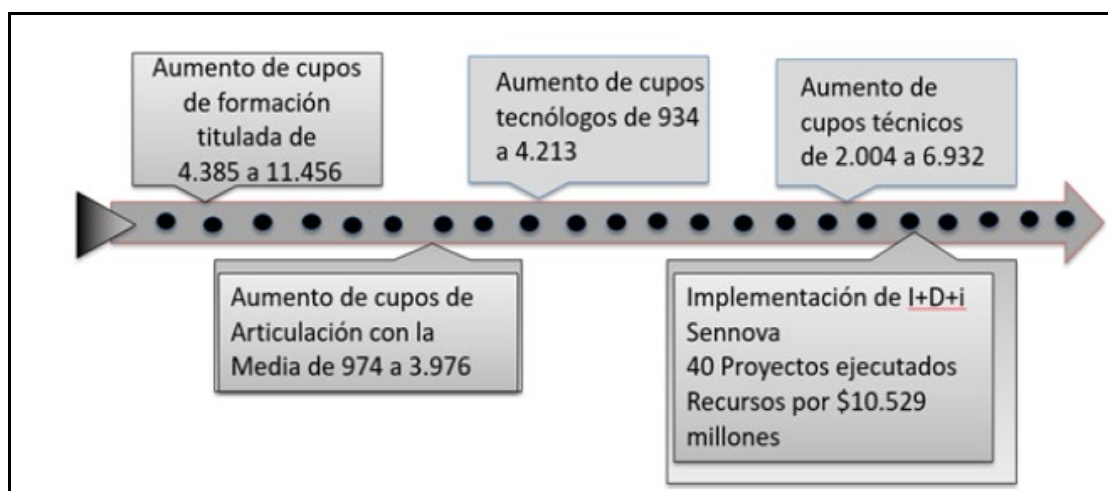 Aumento de cupos
de formación
titulada de
4.385 a 11.456
Aumento de cupos
tecnólogos de 934
a 4.213
Aumento de
cupos técnicos
de 2.004 a 6.932
Aumento de cupos de
Articulación con la
Media de 974 a 3.976
Implementación de I+D+i
Sennova
40 Proyectos ejecutados
Recursos por $10.529
millones